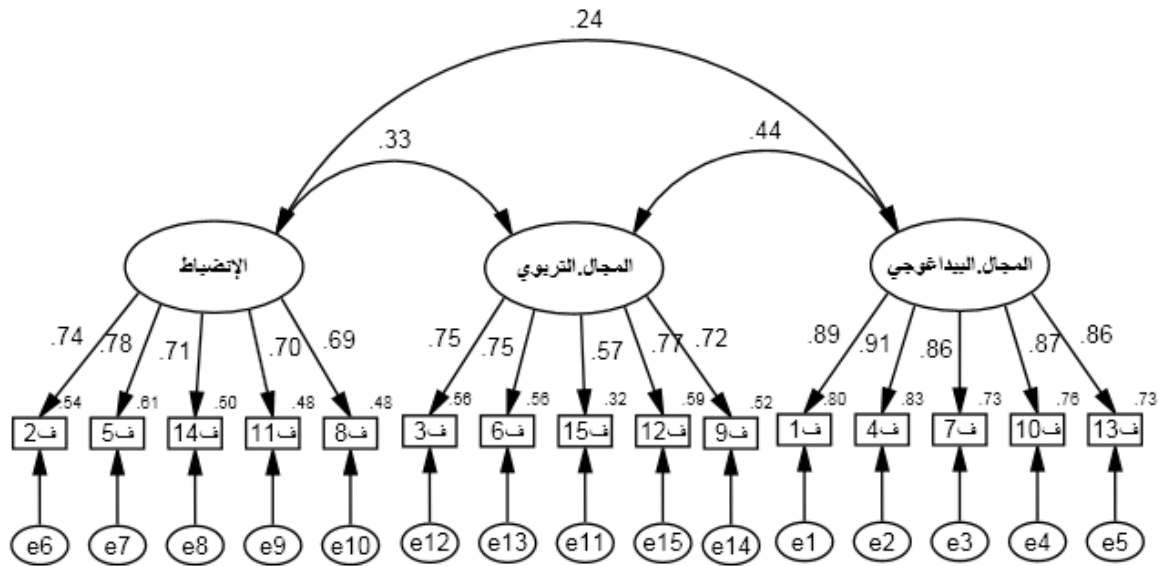 .24
.33 .44
الإنضباط المجال.التربوي المجال.البيداغوجي
.74 .78 .71 .70 .69 .75 .75 .57 .77 .72 .89 .91 .86 .87 .86
.54 .61 .50 .48 .48 .56 .56 .32 .59 .52 .80 .83 .73 .76 .73
ف2 ف5 ف14 ف11 ف8 ف3 ف6 ف15 ف12 ف9 ف1 ف4 ف7 ف10 ف13
e6 e7 e8 e9 e10 e12 e13 e11 e15 e14 e1 e2 e3 e4 e5